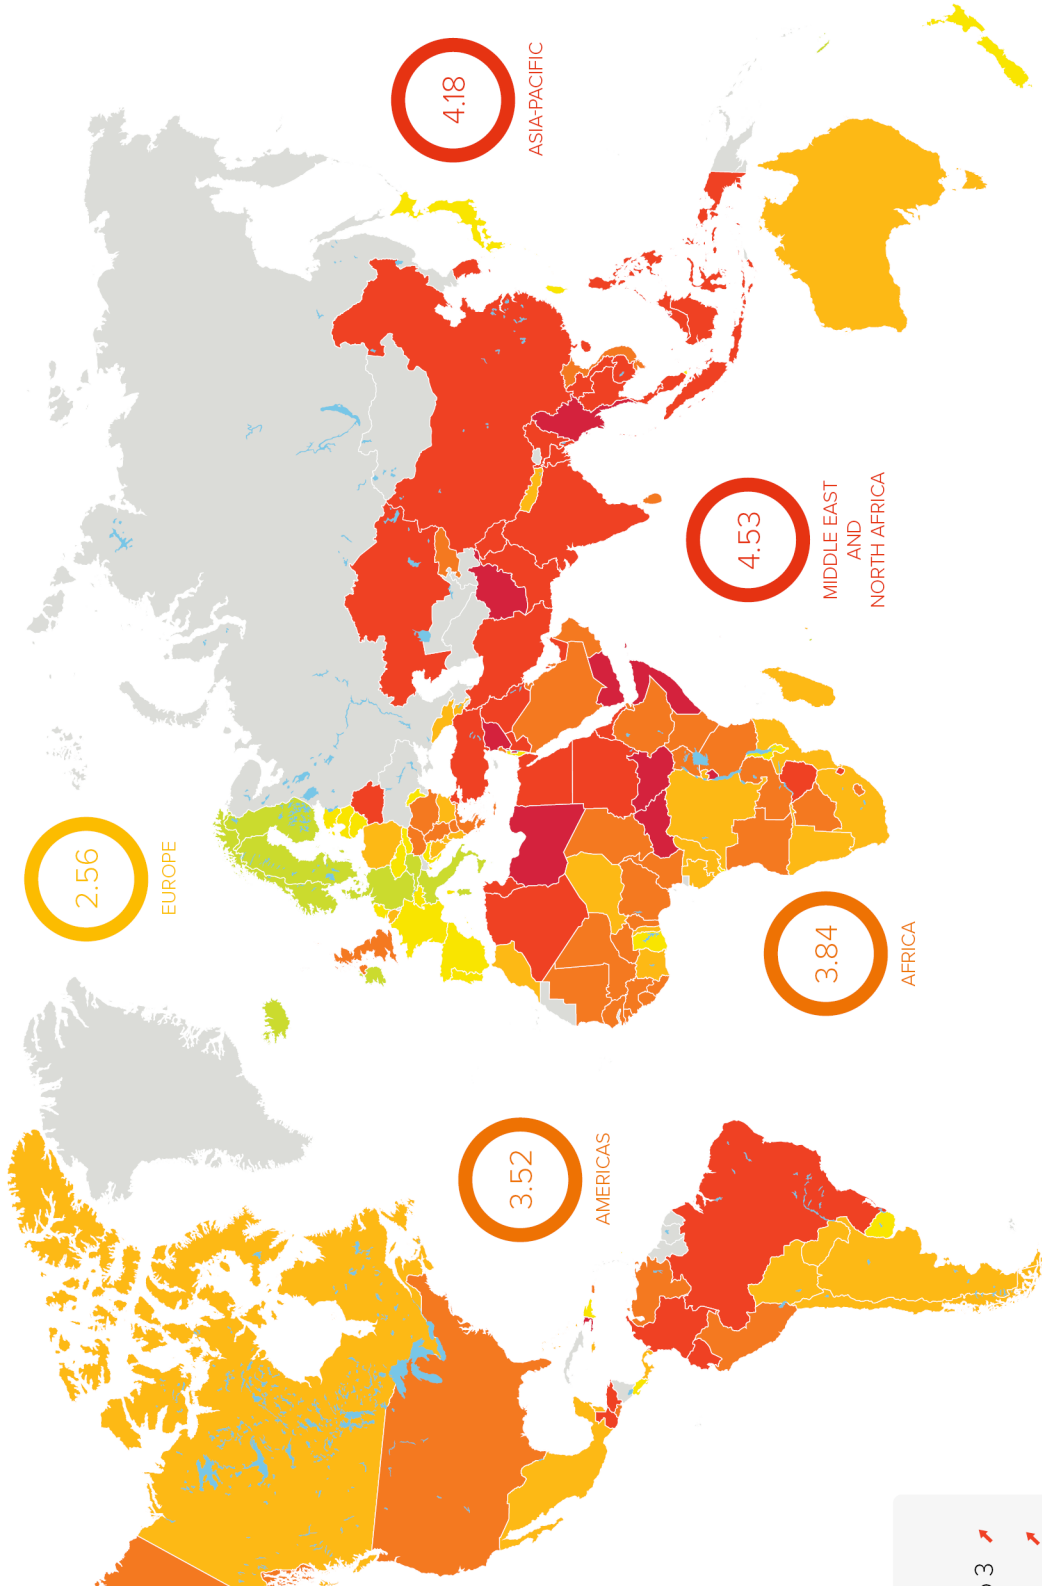 2.56
EUROPE
4.18
ASIA-PACIFIC
3.52
AMERICAS
4.53
MIDDLE EAST
AND
NORTH AFRICA
3.84
AFRICA
3